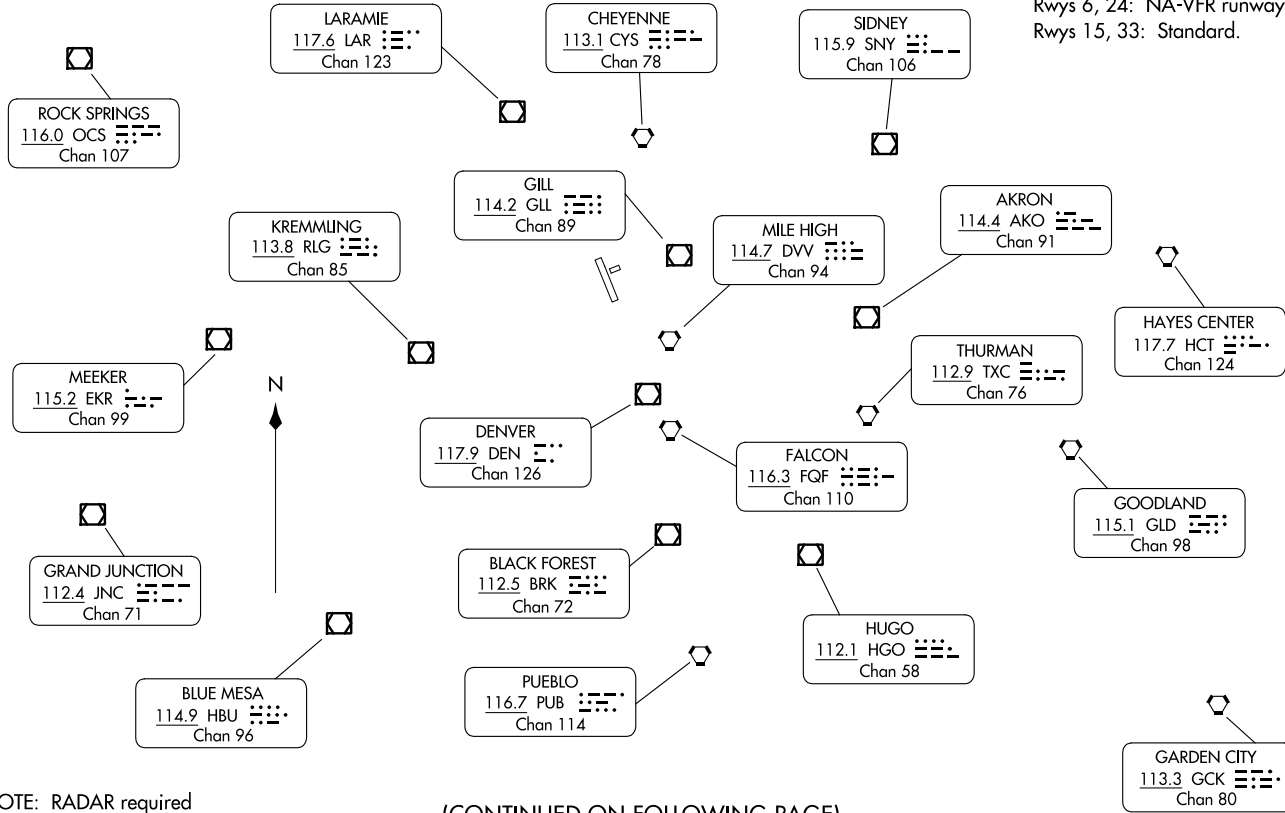 Rwys 6, 24: NA-VFR runway
Rwys 15, 33: Standard.
LARAMIE
117.6 LAR
Chan 123
CHEYENNE
113.1 CYS
Chan 78
SIDNEY
115.9 SNY
Chan 106
ROCK SPRINGS
116.0 OCS
Chan 107
GILL
114.2 GLL
Chan 89
AKRON
114.4 AKO
Chan 91
KREMMLING
113.8 RLG
Chan 85
MILE HIGH
114.7 DVV
Chan 94
HAYES CENTER
117.7 HCT
Chan 124
THURMAN
112.9 TXC
Chan 76
MEEKER
115.2 EKR
Chan 99
N
DENVER
117.9 DEN
Chan 126
FALCON
116.3 FQF
Chan 110
GOODLAND
115.1 GLD
Chan 98
GRAND JUNCTION
112.4 JNC
Chan 71
BLACK FOREST
112.5 BRK
Chan 72
HUGO
112.1 HGO
Chan 58
BLUE MESA
114.9 HBU
Chan 96
PUEBLO
116.7 PUB
Chan 114
GARDEN CITY
113.3 GCK
Chan 80
OTE: RADAR required
(CONTINUED ON FOLLOWING PAGE)